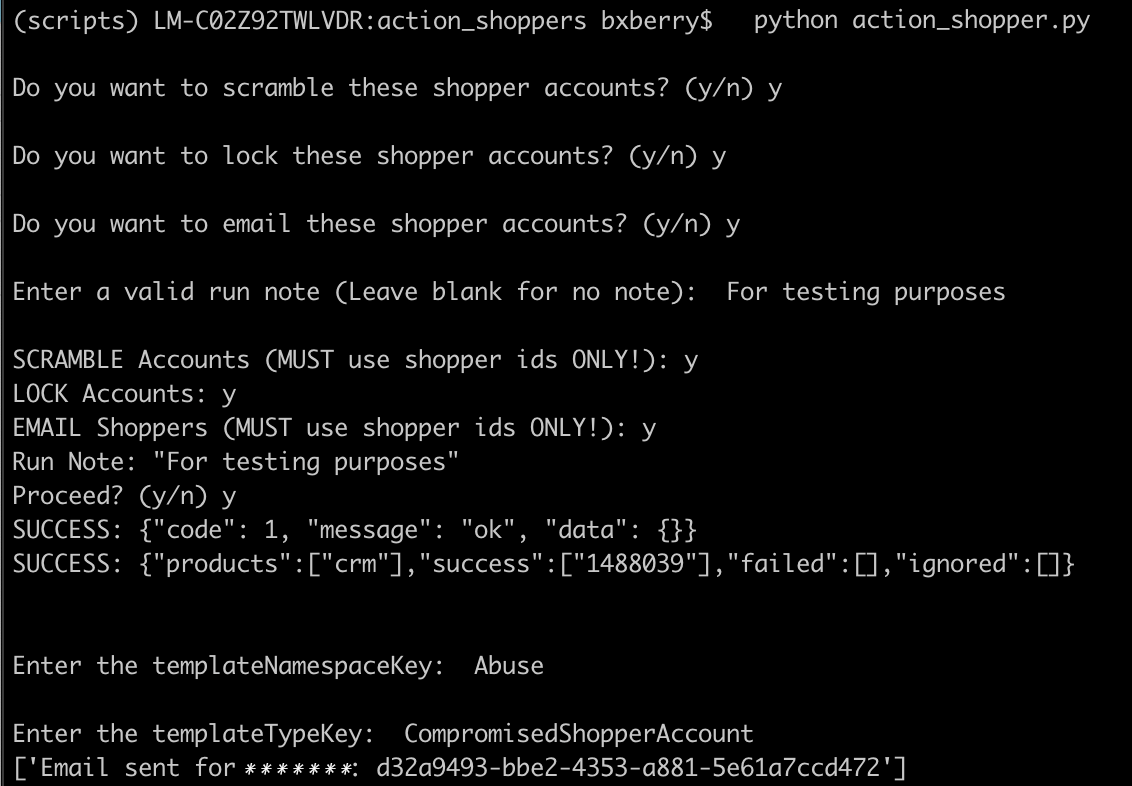 (scripts) LM-C02Z92TWLVDR:action_shoppers bxberry$   python action_shopper.py
Do you want to scramble these shopper accounts? (y/n) y
Do you want to lock these shopper accounts? (y/n) y
Do you want to email these shopper accounts? (y/n) y
Enter a valid run note (Leave blank for no note):  For testing purposes
SCRAMBLE Accounts (MUST use shopper ids ONLY!): y
LOCK Accounts: y
EMAIL Shoppers (MUST use shopper ids ONLY!): y
Run Note: "For testing purposes"
Proceed? (y/n) y
SUCCESS: {"code": 1, "message": "ok", "data": {}}
SUCCESS: {"products":["crm"],"success":["1488039"],"failed":[],"ignored":[]}
Enter the templateNamespaceKey:  Abuse
Enter the templateTypeKey:  CompromisedShopperAccount
['Email sent for *******: d32a9493-bbe2-4353-a881-5e61a7ccd472']